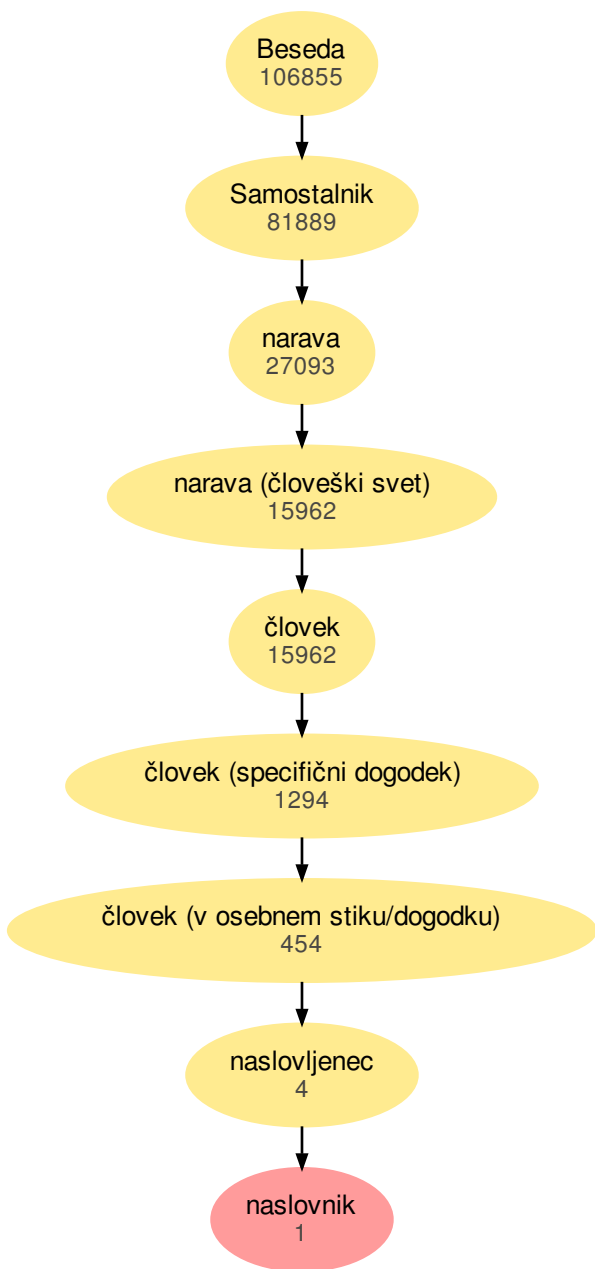 Beseda
106855
Samostalnik
81889
narava
27093
narava (človeški svet)
15962
človek
15962
človek (specifični dogodek)
1294
človek (v osebnem stiku/dogodku)
454
naslovljenec
4
naslovnik
1